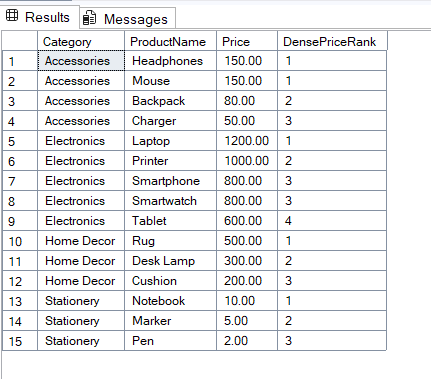 Results Messages
Category ProductName Price DensePriceRank
1 Accessories Headphones 150.00 1
2 Accessories Mouse 150.00 1
3 Accessories Backpack 80.00 2
4 Accessories Charger 50.00 3
5 Electronics Laptop 1200.00 1
6 Electronics Printer 1000.00 2
7 Electronics Smartphone 800.00 3
8 Electronics Smartwatch 800.00 3
9 Electronics Tablet 600.00 4
10 Home Decor Rug 500.00 1
11 Home Decor Desk Lamp 300.00 2
12 Home Decor Cushion 200.00 3
13 Stationery Notebook 10.00 1
14 Stationery Marker 5.00 2
15 Stationery Pen 2.00 3